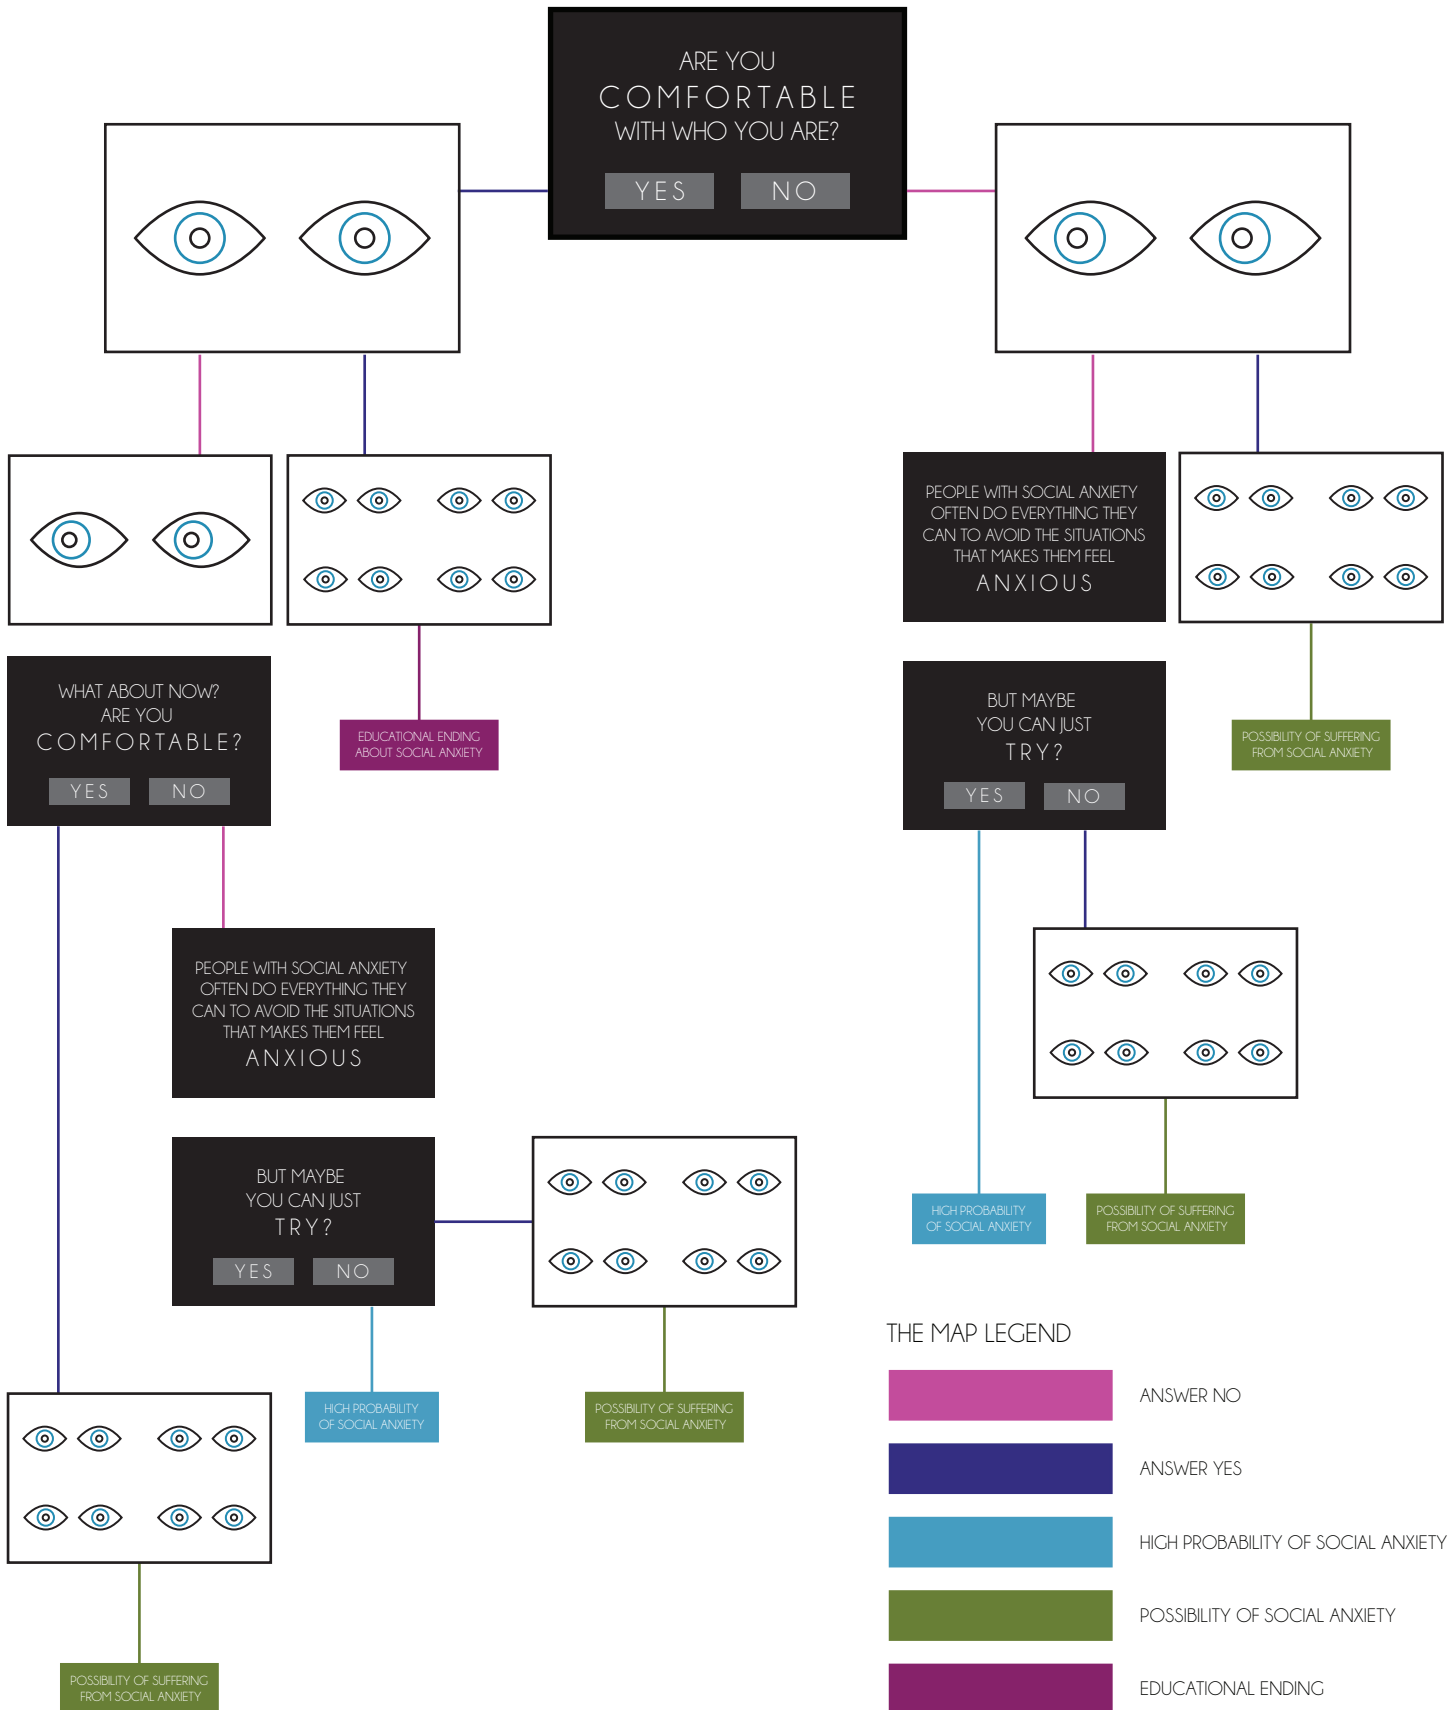 ARE YOU
COMFORTABLE
WITH WHO YOU ARE?
YES NO
PEOPLE WITH SOCIAL ANXIETY
OFTEN DO EVERYTHING THEY
CAN TO AVOID THE SITUATIONS
THAT MAKES THEM FEEL
ANXIOUS
WHAT ABOUT NOW?
ARE YOU
COMFORTABLE?
YES NO
EDUCATIONAL ENDING
ABOUT SOCIAL ANXIETY
BUT MAYBE
YOU CAN JUST
TRY?
YES NO
POSSIBILITY OF SUFFERING
FROM SOCIAL ANXIETY
PEOPLE WITH SOCIAL ANXIETY
OFTEN DO EVERYTHING THEY
CAN TO AVOID THE SITUATIONS
THAT MAKES THEM FEEL
ANXIOUS
BUT MAYBE
YOU CAN JUST
TRY?
YES NO
HIGH PROBABILITY
OF SOCIAL ANXIETY
POSSIBILITY OF SUFFERING
FROM SOCIAL ANXIETY
HIGH PROBABILITY
OF SOCIAL ANXIETY
POSSIBILITY OF SUFFERING
FROM SOCIAL ANXIETY
POSSIBILITY OF SUFFERING
FROM SOCIAL ANXIETY
THE MAP LEGEND
ANSWER NO
ANSWER YES
HIGH PROBABILITY OF SOCIAL ANXIETY
POSSIBILITY OF SOCIAL ANXIETY
EDUCATIONAL ENDING